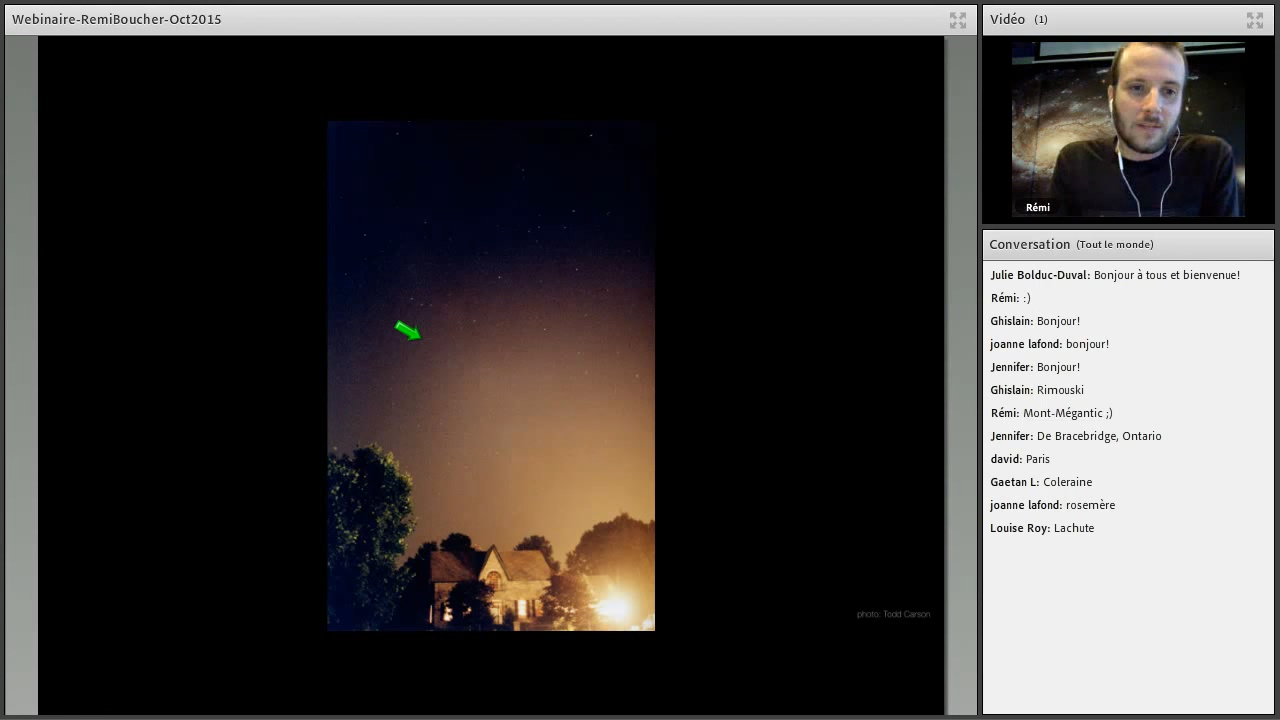 Webinaire-RemiBoucher-Oct2015
photo: Todd Carson
Vidéo (1)
Rémi
Conversation (Tout le monde)
Julie Bolduc-Duval: Bonjour à tous et bienvenue!
Rémi: :)
Ghislain: Bonjour!
joanne lafond: bonjour!
Jennifer: Bonjour!
Ghislain: Rimouski
Rémi: Mont-Mégantic ;)
Jennifer: De Bracebridge, Ontario
david: Paris
Gaetan L: Coleraine
joanne lafond: rosemère
Louise Roy: Lachute